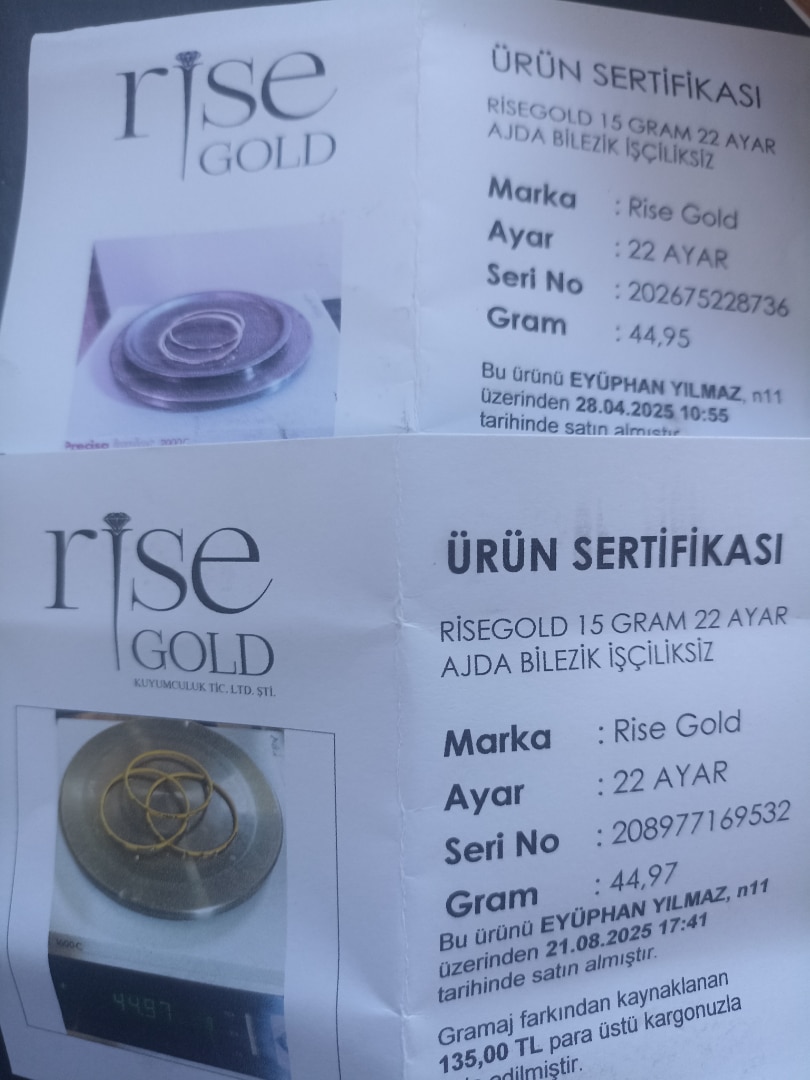 rise
GOLD
ÜRÜN SERTİFİKASI
RİSEGOLD 15 GRAM 22 AYAR
AJDA BİLEZİK İŞÇİLİKSİZ
Marka : Rise Gold
Ayar : 22 AYAR
Seri No : 202675228736
Gram : 44,95
Bu ürünü EYÜPHAN YILMAZ, n11
üzerinden 28.04.2025 10:55
tarihinde satın almıştır
Precisa
rise
GOLD
KUYUMCULUK TİC. LTD. ŞTİ.
44.97
ÜRÜN SERTİFİKASI
RİSEGOLD 15 GRAM 22 AYAR
AJDA BİLEZİK İŞÇİLİKSİZ
Marka : Rise Gold
Ayar : 22 AYAR
Seri No : 208977169532
Gram : 44,97
Bu ürünü EYÜPHAN YILMAZ, n11
üzerinden 21.08.2025 17:41
tarihinde satın almıştır.
Gramaj farkından kaynaklanan
135,00 TL para üstü kargonuzla
edilmiştir.